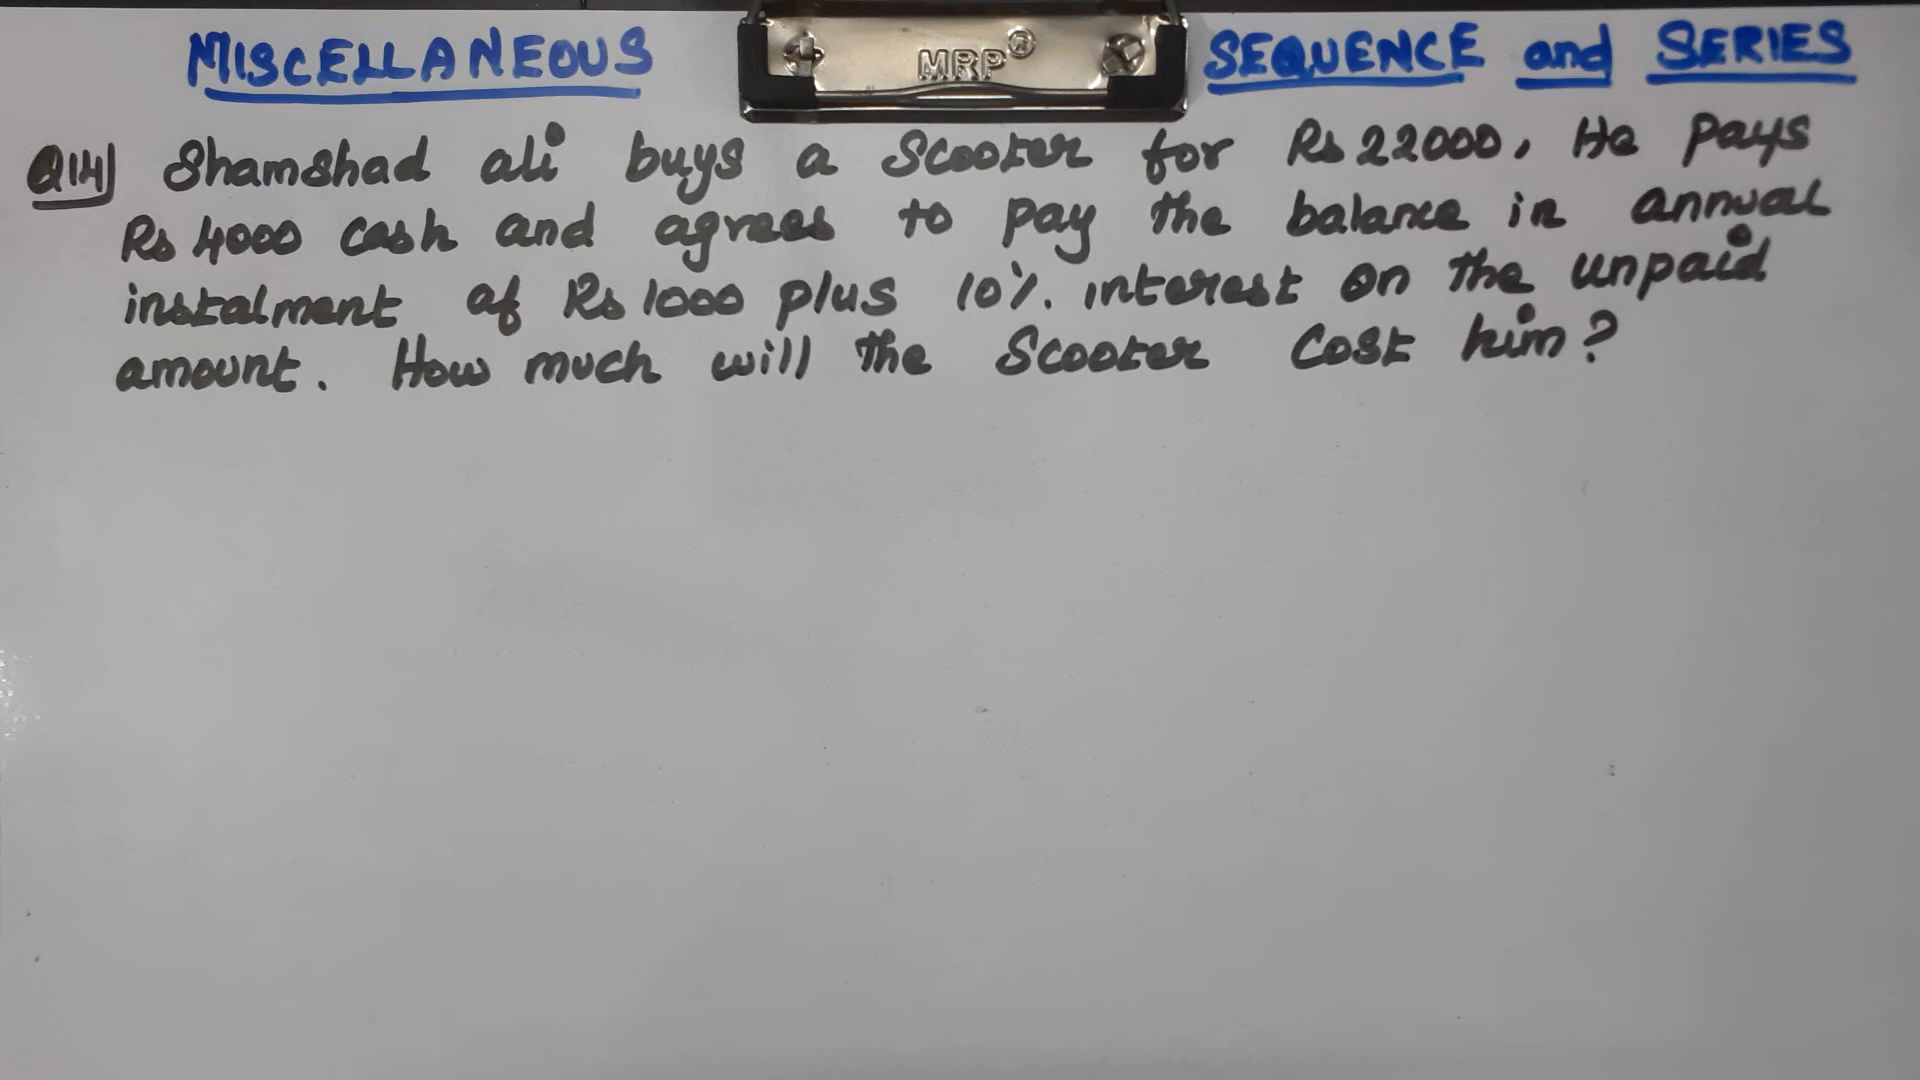 MISCELLANEOUS MRP® SEQUENCE and SERIES
Q14) Shamshad ali buys a Scooter for Rs 22000. He pays
Rs 4000 cash and agrees to pay the balance in annual
instalment of Rs 1000 plus 10%. interest on the unpaid
amount. How much will the Scooter Cost him?